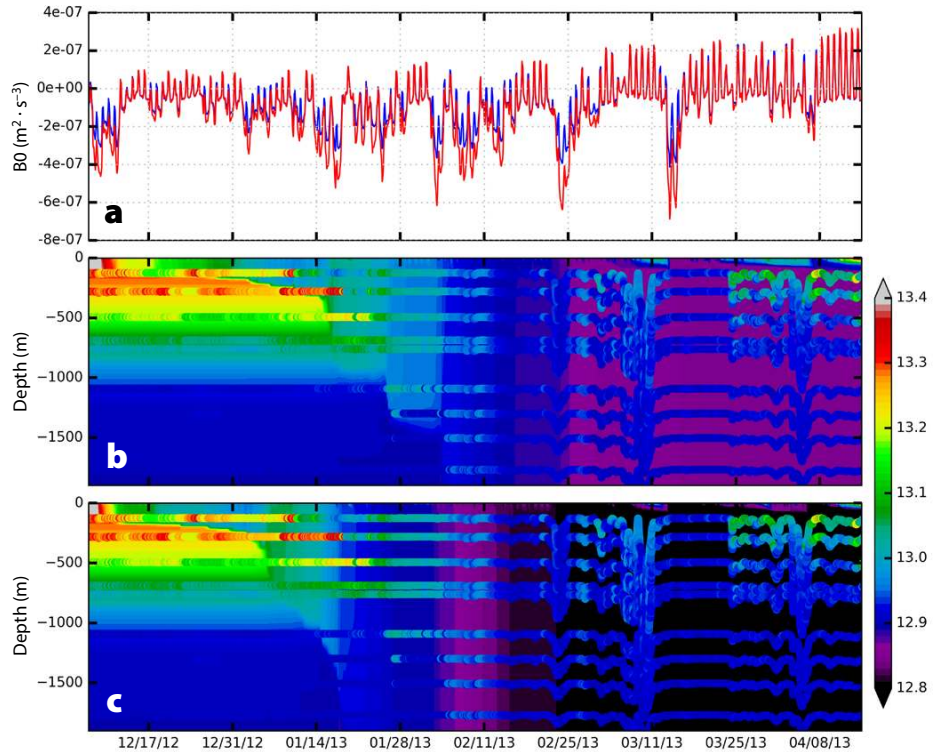 4e-07
2e-07
0e+00
−2e-07
−4e-07
−6e-07
−8e-07
B0 (m² · s⁻³)
a
0
−500
−1000
−1500
Depth (m)
b
13.4
13.3
13.2
13.1
13.0
12.9
12.8
0
−500
−1000
−1500
Depth (m)
c
12/17/12 12/31/12 01/14/13 01/28/13 02/11/13 02/25/13 03/11/13 03/25/13 04/08/13